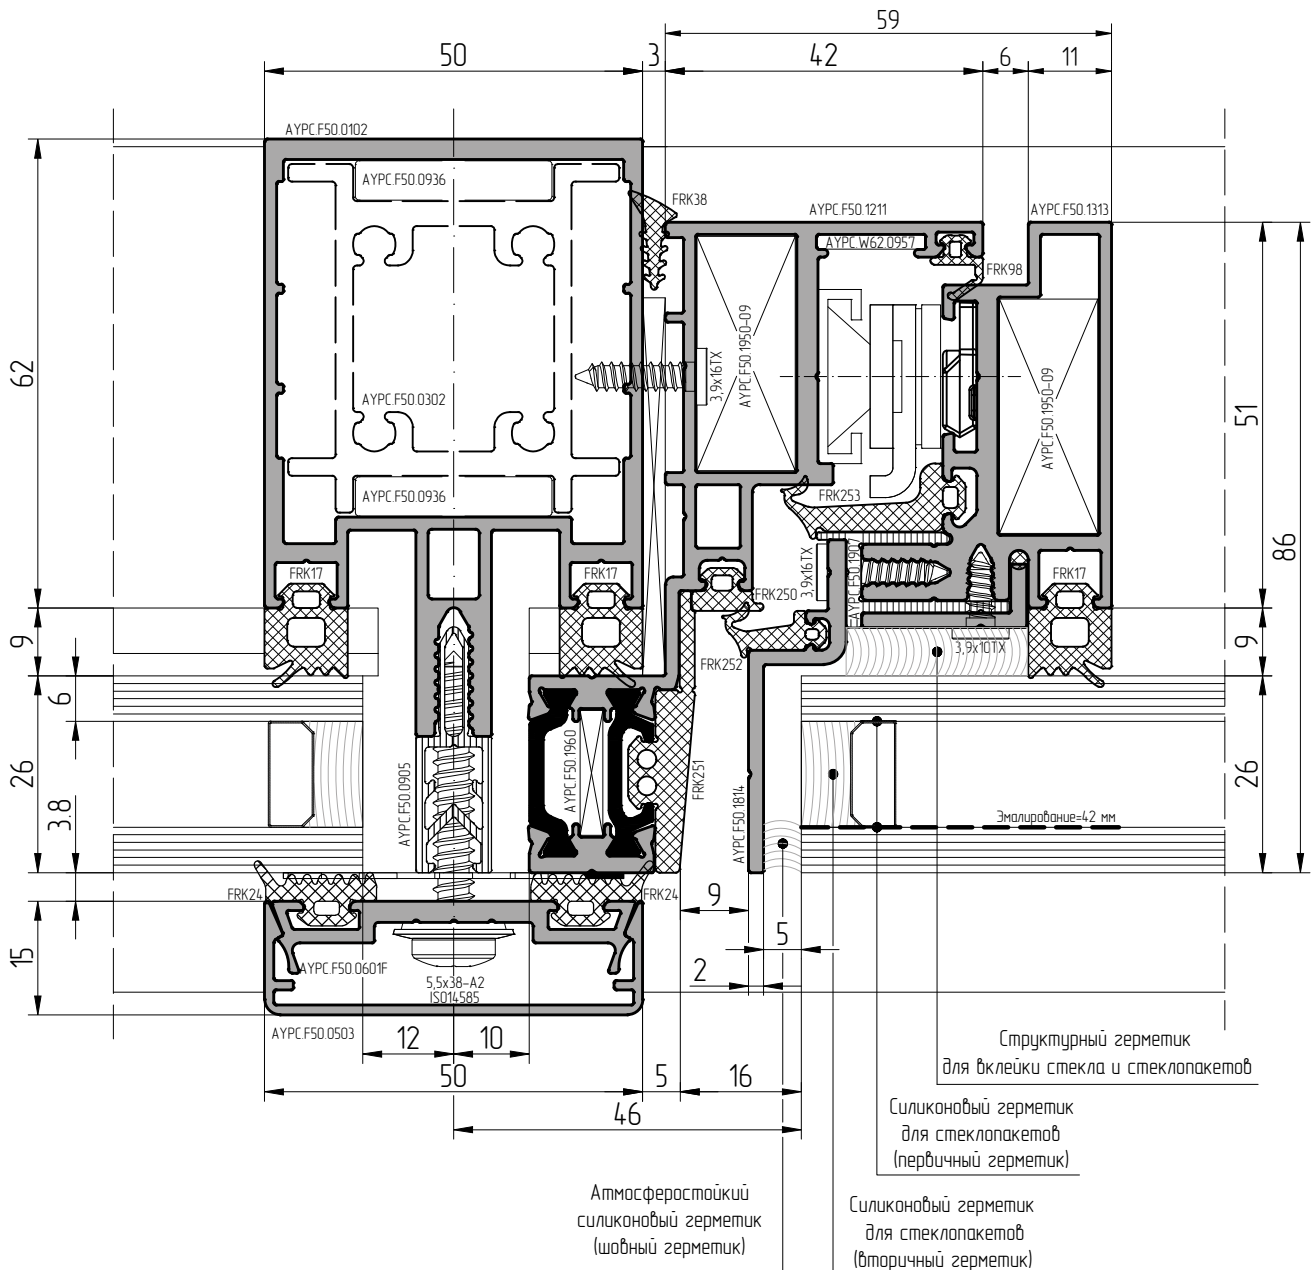 59
50
3
42
6
11
AYPC.F50.0102
AYPC.F50.0936
FRK38
AYPC.F50.1211
AYPC.F50.1313
AYPC.W62.0957
FRK98
62
AYPC.F50.0302
3,9x16TX
AYPC.F50.1950-09
AYPC.F50.1950-09
51
86
AYPC.F50.0936
FRK253
3,9x16TX
AYPC.F50.1907
FRK17
FRK17
FRK250
FRK17
9
FRK252
3,9x10TX
9
6
26
3.8
AYPC.F50.0905
AYPC.F50.1960
FRK251
AYPC.F50.1814
Эмалирование=42 мм
26
FRK24
FRK24
9
5
2
15
AYPC.F50.0601F
5,5x38-A2
ISO14585
AYPC.F50.0503
12
10
50
5
16
46
Структурный герметик
для вклейки стекла и стеклопакетов
Силиконовый герметик
для стеклопакетов
(первичный герметик)
Атмосферостойкий
силиконовый герметик
(шовный герметик)
Силиконовый герметик
для стеклопакетов
(вторичный герметик)